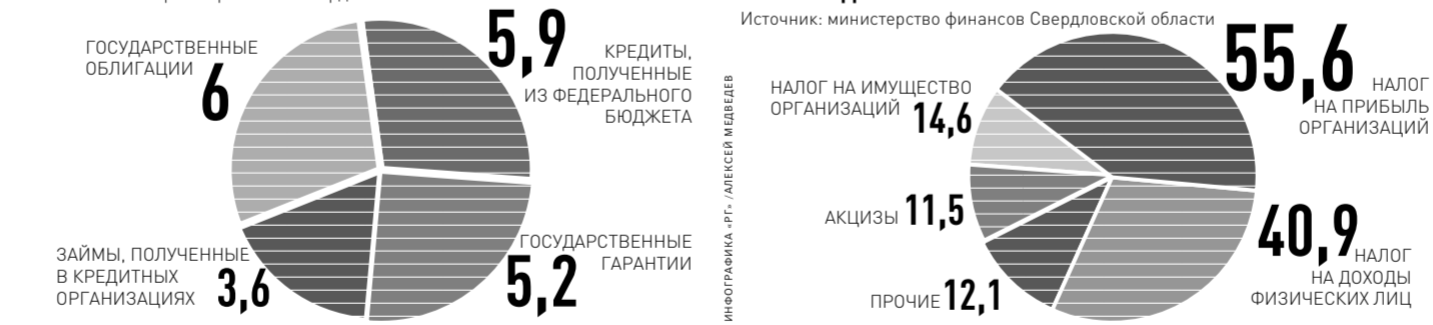 ГОСУДАРСТВЕННЫЕ
ОБЛИГАЦИИ
6
5,9
КРЕДИТЫ,
ПОЛУЧЕННЫЕ
ИЗ ФЕДЕРАЛЬНОГО
БЮДЖЕТА
ЗАЙМЫ, ПОЛУЧЕННЫЕ
В КРЕДИТНЫХ
ОРГАНИЗАЦИЯХ
3,6
ГОСУДАРСТВЕННЫЕ
ГАРАНТИИ
5,2
ИНФОГРАФИКА «РГ» /АЛЕКСЕЙ МЕДВЕДЕВ
Источник: министерство финансов Свердловской области
НАЛОГ НА ИМУЩЕСТВО
ОРГАНИЗАЦИЙ
14,6
55,6
НАЛОГ
НА ПРИБЫЛЬ
ОРГАНИЗАЦИЙ
АКЦИЗЫ 11,5
40,9
НАЛОГ
НА ДОХОДЫ
ФИЗИЧЕСКИХ ЛИЦ
ПРОЧИЕ 12,1